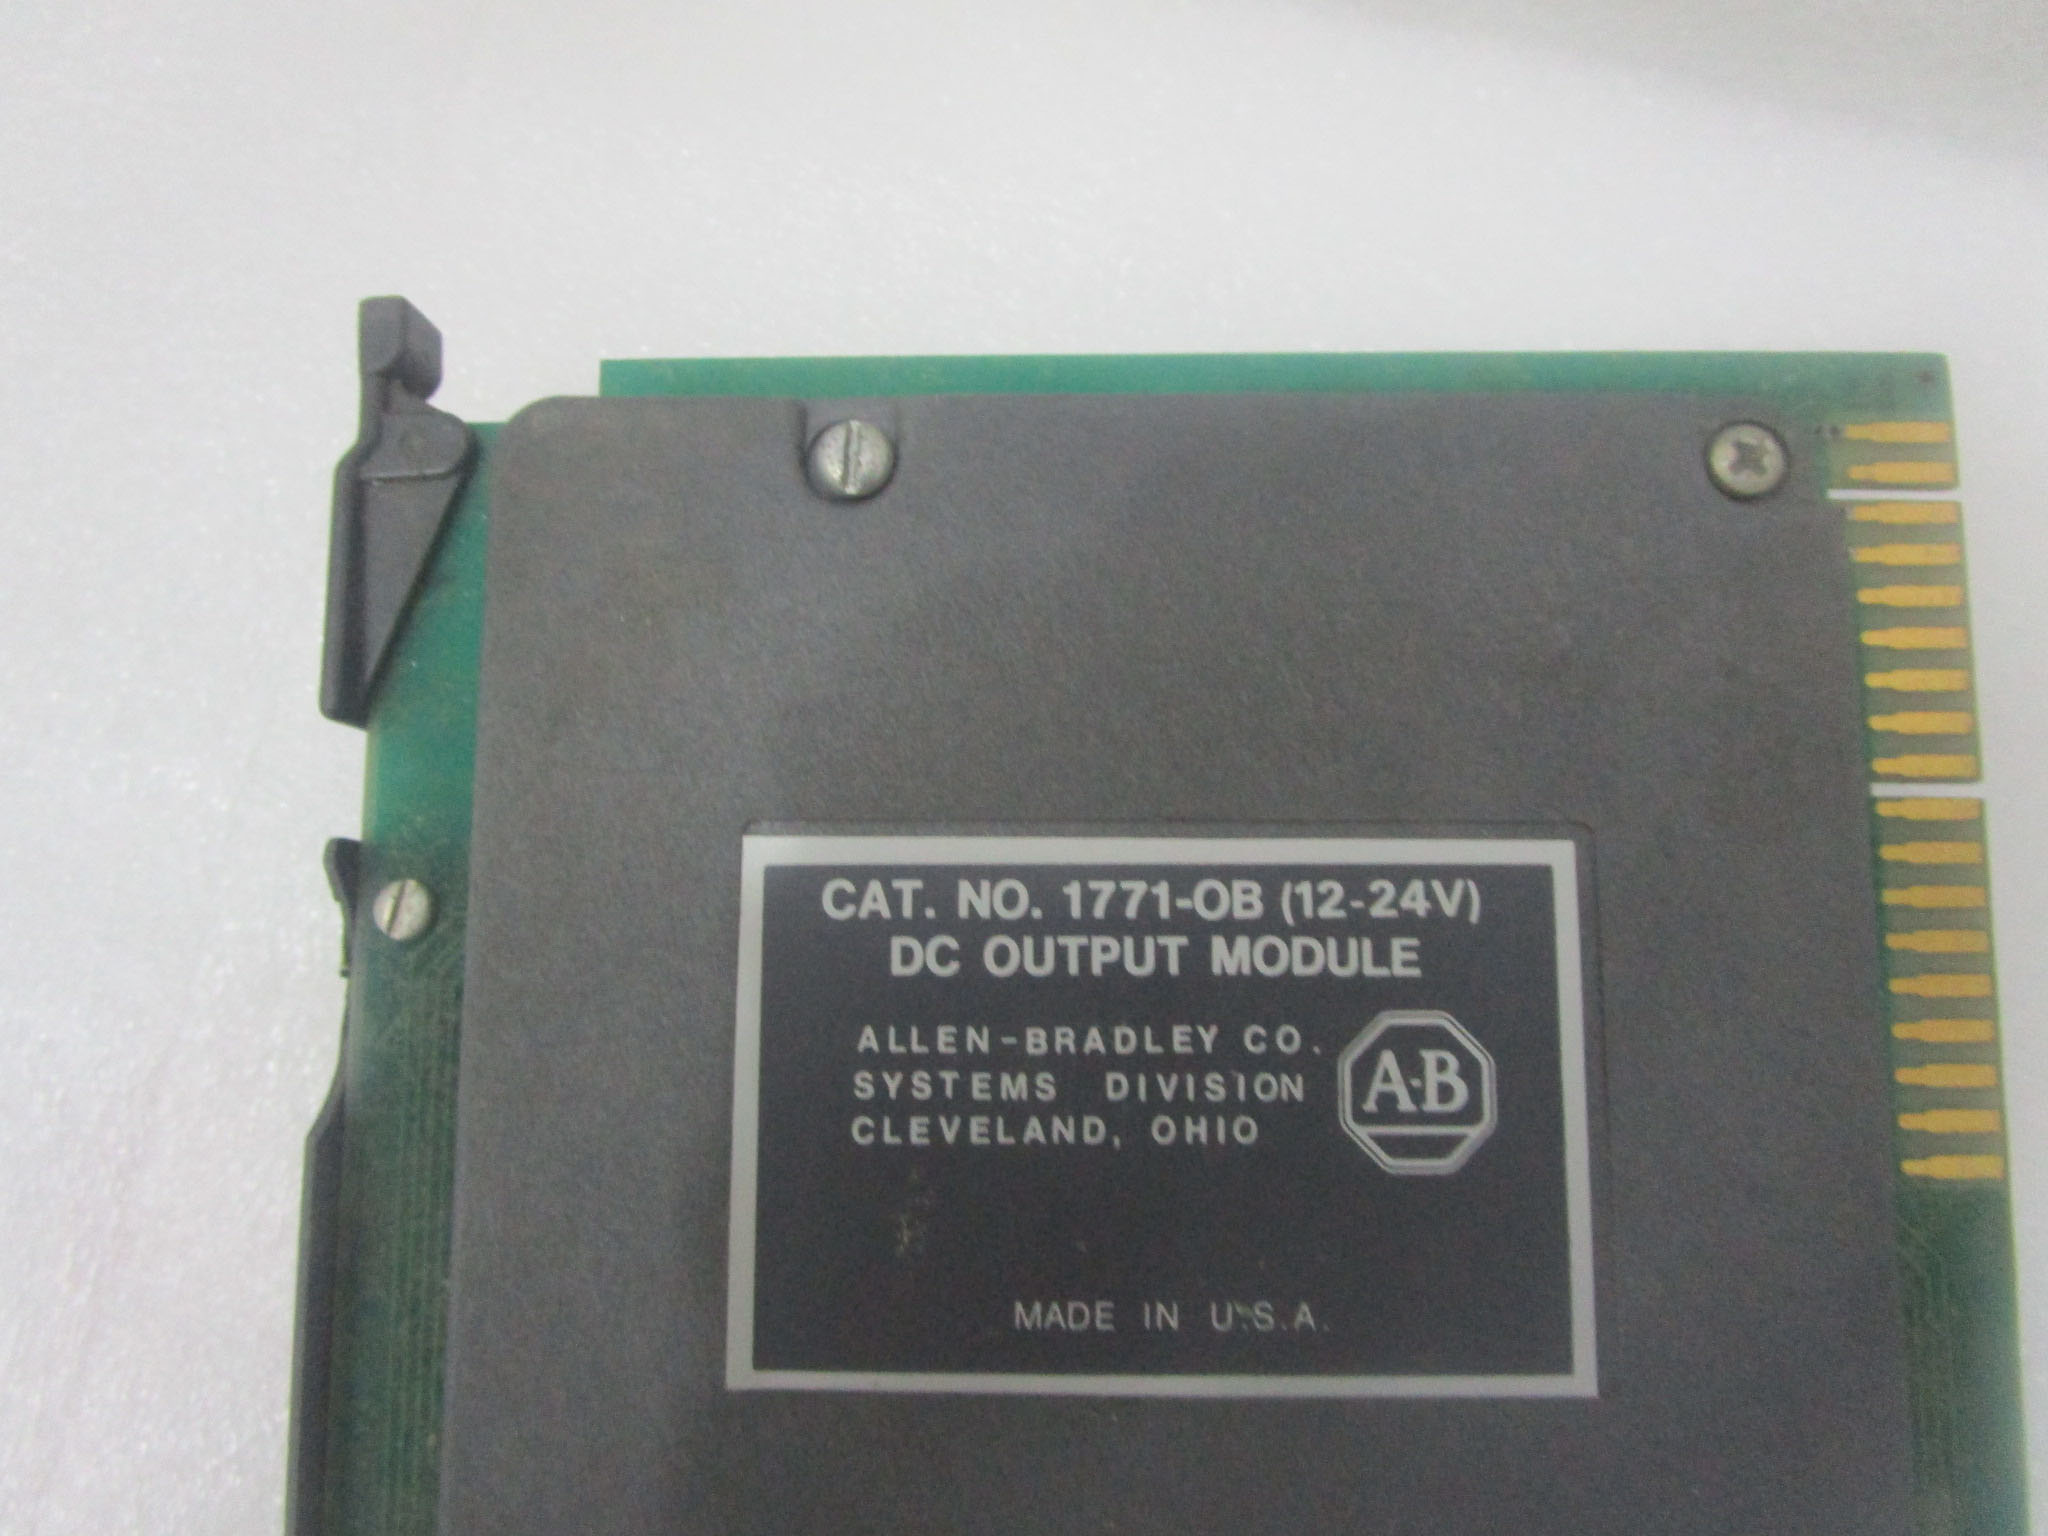 CAT. NO. 1771-OB (12-24V)
DC OUTPUT MODULE
ALLEN-BRADLEY CO.
SYSTEMS DIVISION
CLEVELAND, OHIO
A-B
MADE IN U.S.A.